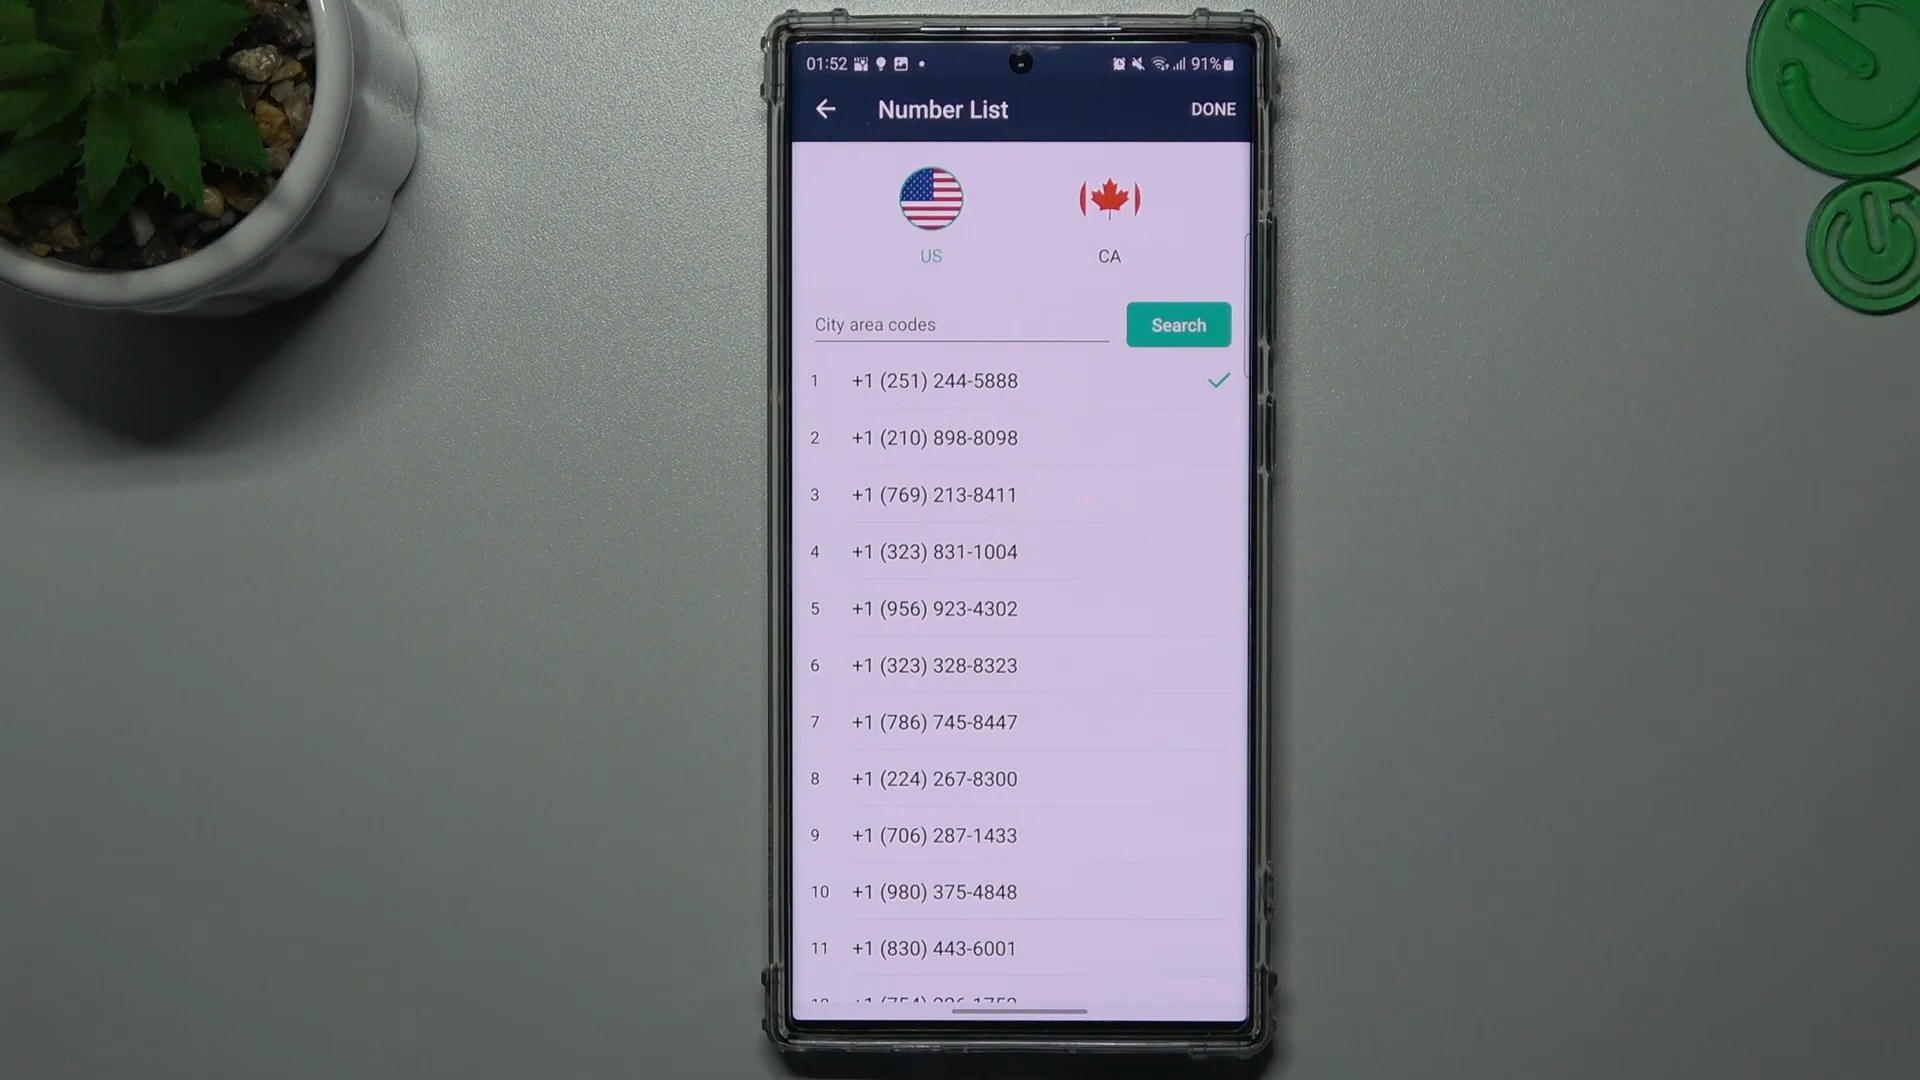 01:52 91%
Number List DONE
US CA
City area codes Search
1 +1 (251) 244-5888
2 +1 (210) 898-8098
3 +1 (769) 213-8411
4 +1 (323) 831-1004
5 +1 (956) 923-4302
6 +1 (323) 328-8323
7 +1 (786) 745-8447
8 +1 (224) 267-8300
9 +1 (706) 287-1433
10 +1 (980) 375-4848
11 +1 (830) 443-6001